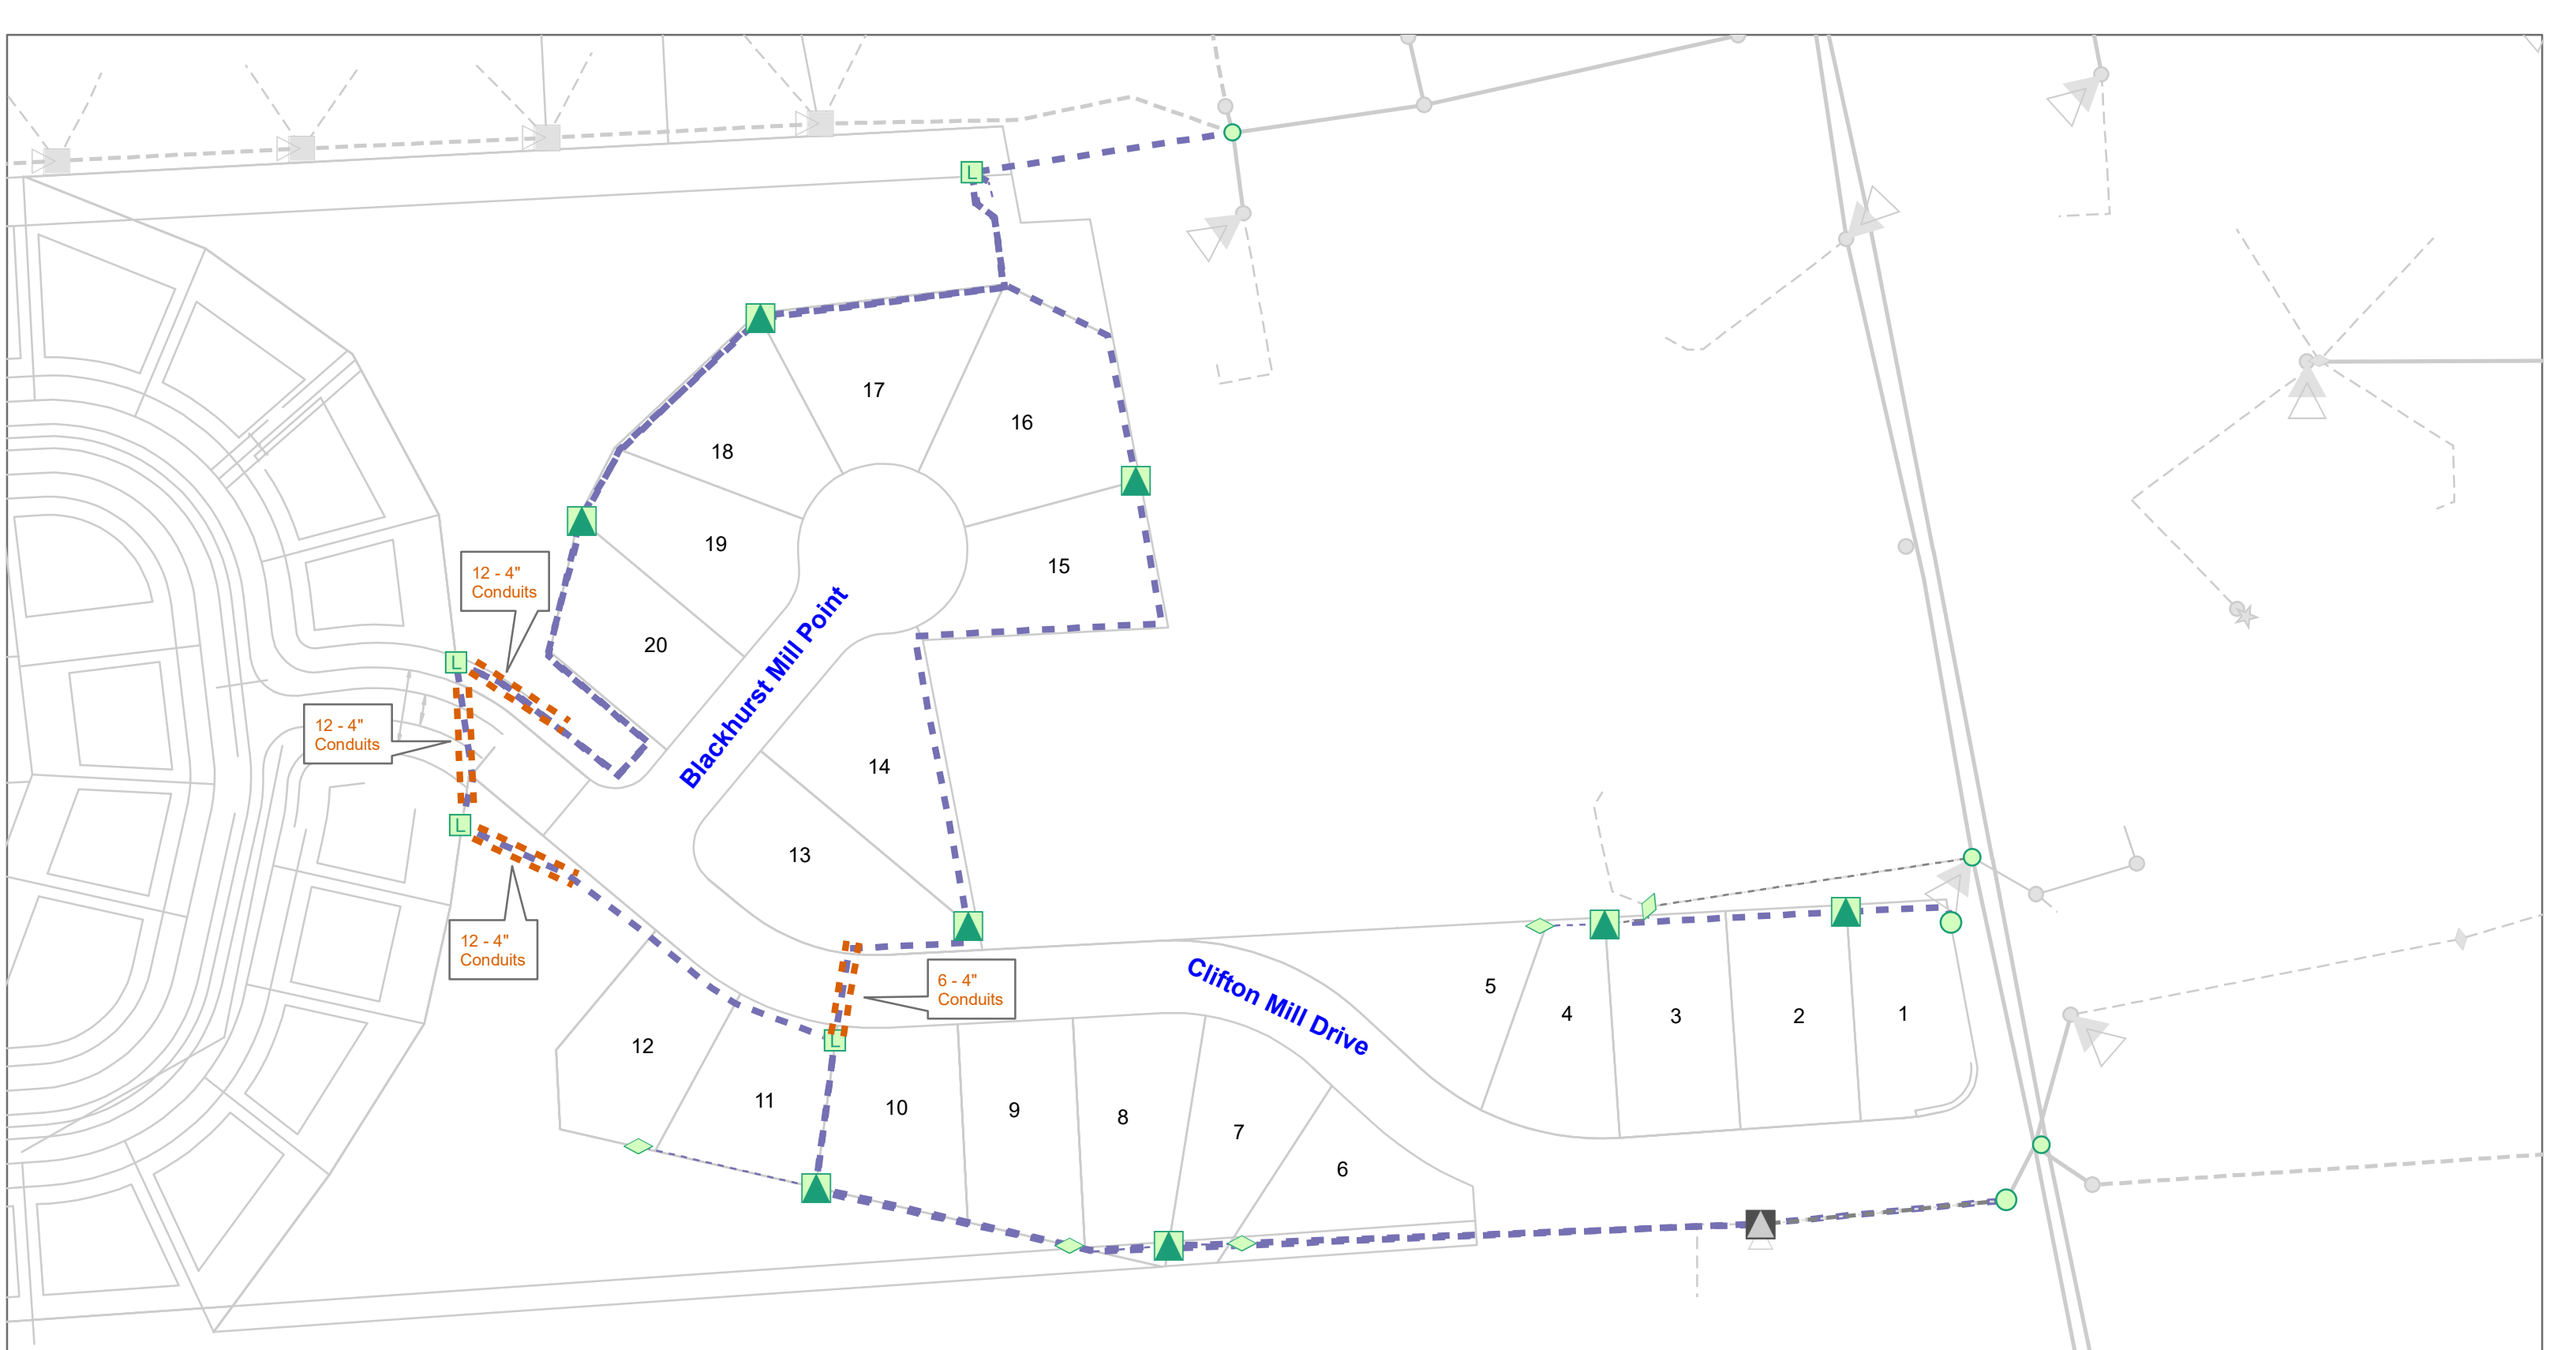 L
17
16
18
19
15
12 - 4"
Conduits
20
L
Blackhurst Mill Point
12 - 4"
Conduits
14
L
13
12 - 4"
Conduits
6 - 4"
Conduits
Clifton Mill Drive
5
4
3
2
1
L
12
11
10
9
8
7
6